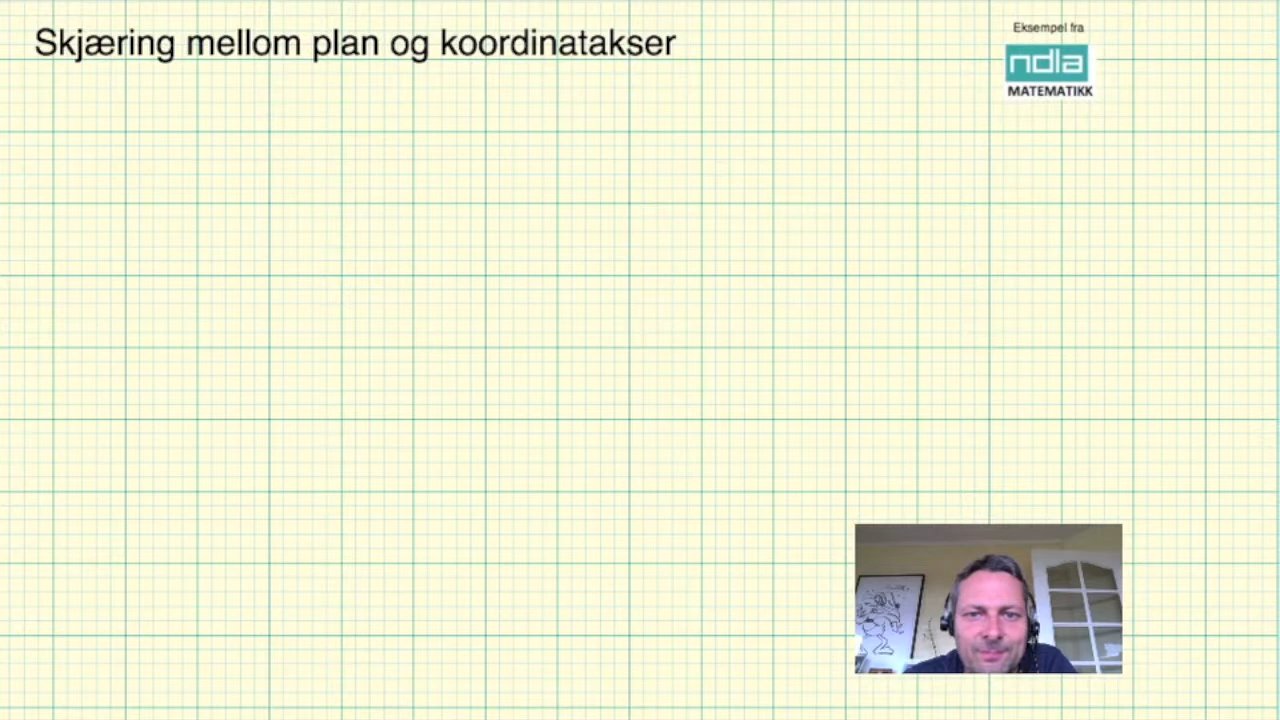 Skjæring mellom plan og koordinatakser
Eksempel fra
ndla
MATEMATIKK